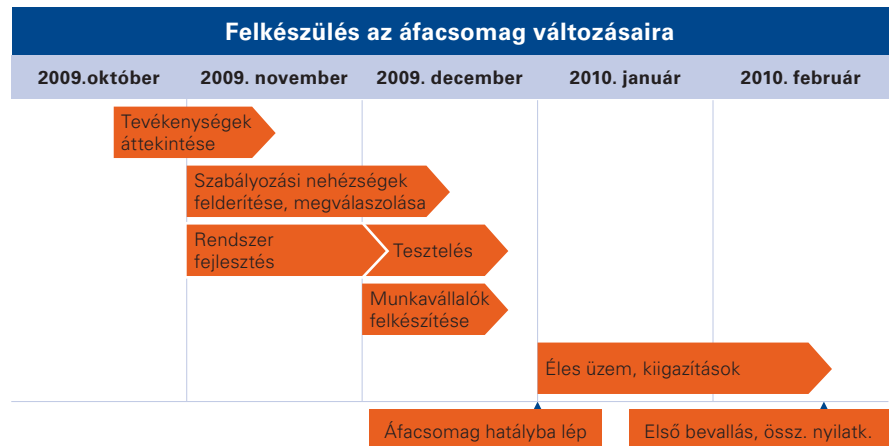 Felkészülés az áfacsomag változásaira
2009.október
2009. november
2009. december
2010. január
2010. február
Tevékenységek
áttekintése
Szabályozási nehézségek
felderítése, megválaszolása
Rendszer
fejlesztés
Tesztelés
Munkavállalók
felkészítése
Éles üzem, kiigazítások
Áfacsomag hatályba lép
Első bevallás, össz. nyilatk.